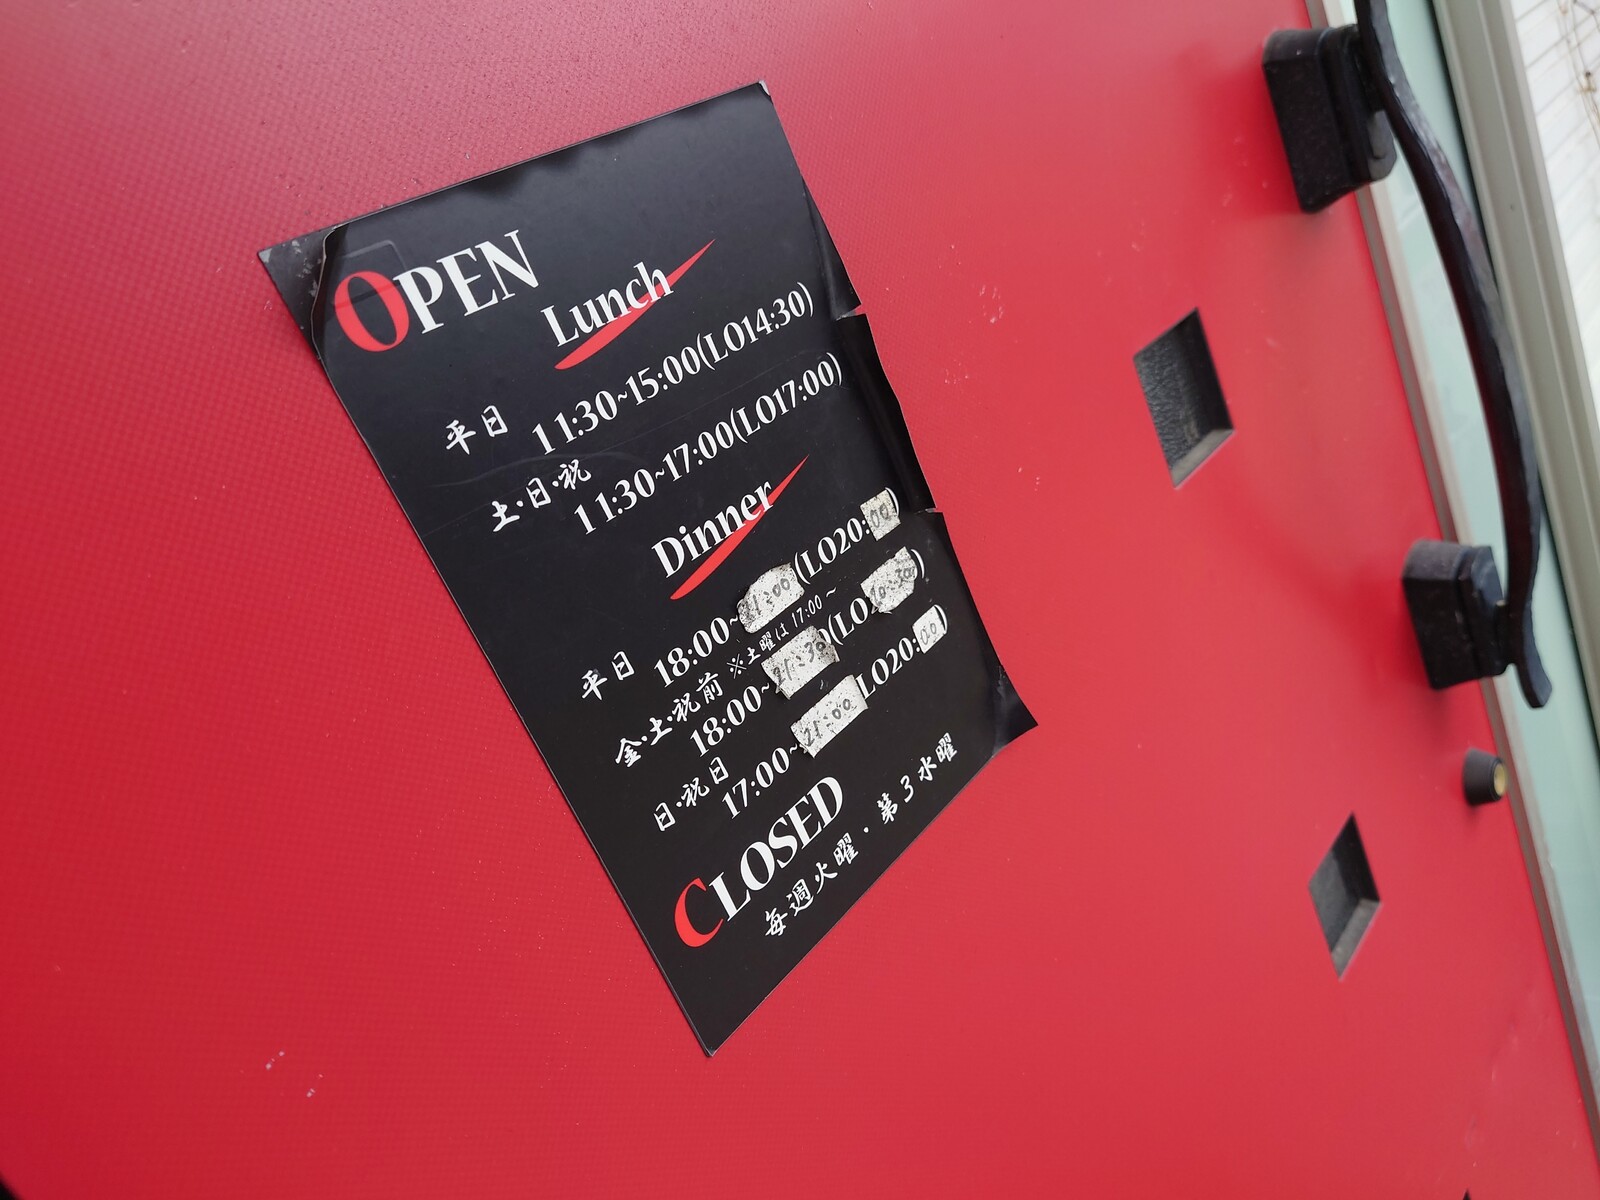 OPEN
Lunch
平日 11:30~15:00(LO14:30)
土・日・祝
11:30~17:00(LO17:00)
Dinner
平日 18:00~21:00(LO20:00)
金・土・祝前 ※土曜は17:00~
18:00~21:30(LO20:30)
日・祝日
17:00~21:00 LO20:00)
CLOSED
毎週火曜・第3水曜